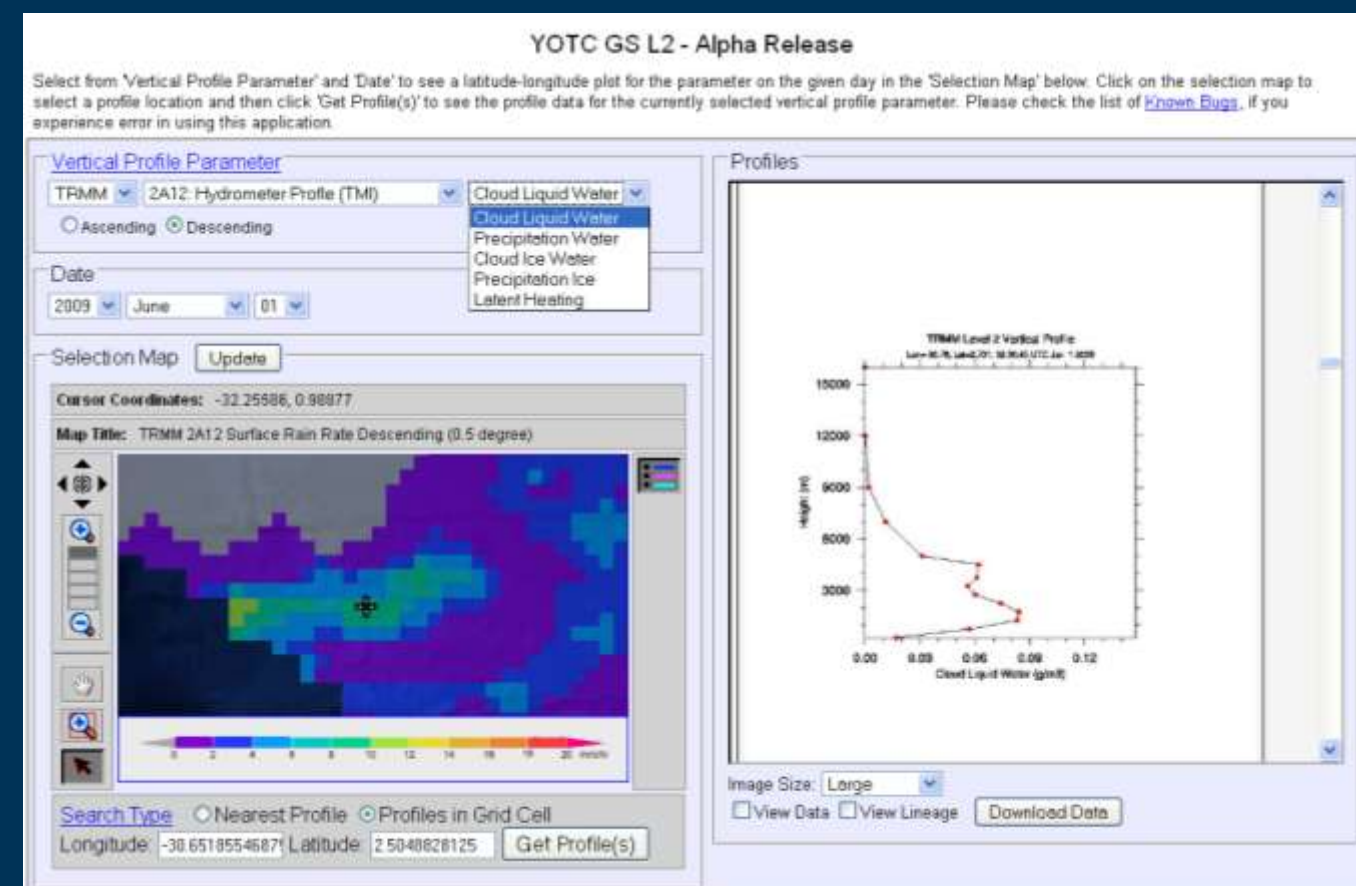 YOTC GS L2 - Alpha Release
Select from 'Vertical Profile Parameter' and 'Date' to see a latitude-longitude plot for the parameter on the given day in the 'Selection Map' below. Click on the selection map to
select a profile location and then click 'Get Profile(s)' to see the profile data for the currently selected vertical profile parameter. Please check the list of Known Bugs, if you
experience error in using this application.
Vertical Profile Parameter
TRMM 2A12: Hydrometer Profle (TMI) Cloud Liquid Water
Ascending Descending
Cloud Liquid Water
Precipitation Water
Cloud Ice Water
Precipitation Ice
Latent Heating
Date
2009 June 01
Selection Map Update
Cursor Coordinates: -32.25586, 0.98877
Map Title: TRMM 2A12 Surface Rain Rate Descending (0.5 degree)
0 2 4 6 8 10 12 14 16 18 20 mm/h
Search Type Nearest Profile Profiles in Grid Cell
Longitude: Latitude: 2.5048828125 Get Profile(s)
Profiles
TRMM Level 2 Vertical Profile
15000
12000
9000
6000
3000
Height (m)
0.00 0.03 0.06 0.09 0.12
Cloud Liquid Water
Image Size: Large
View Data View Lineage Download Data